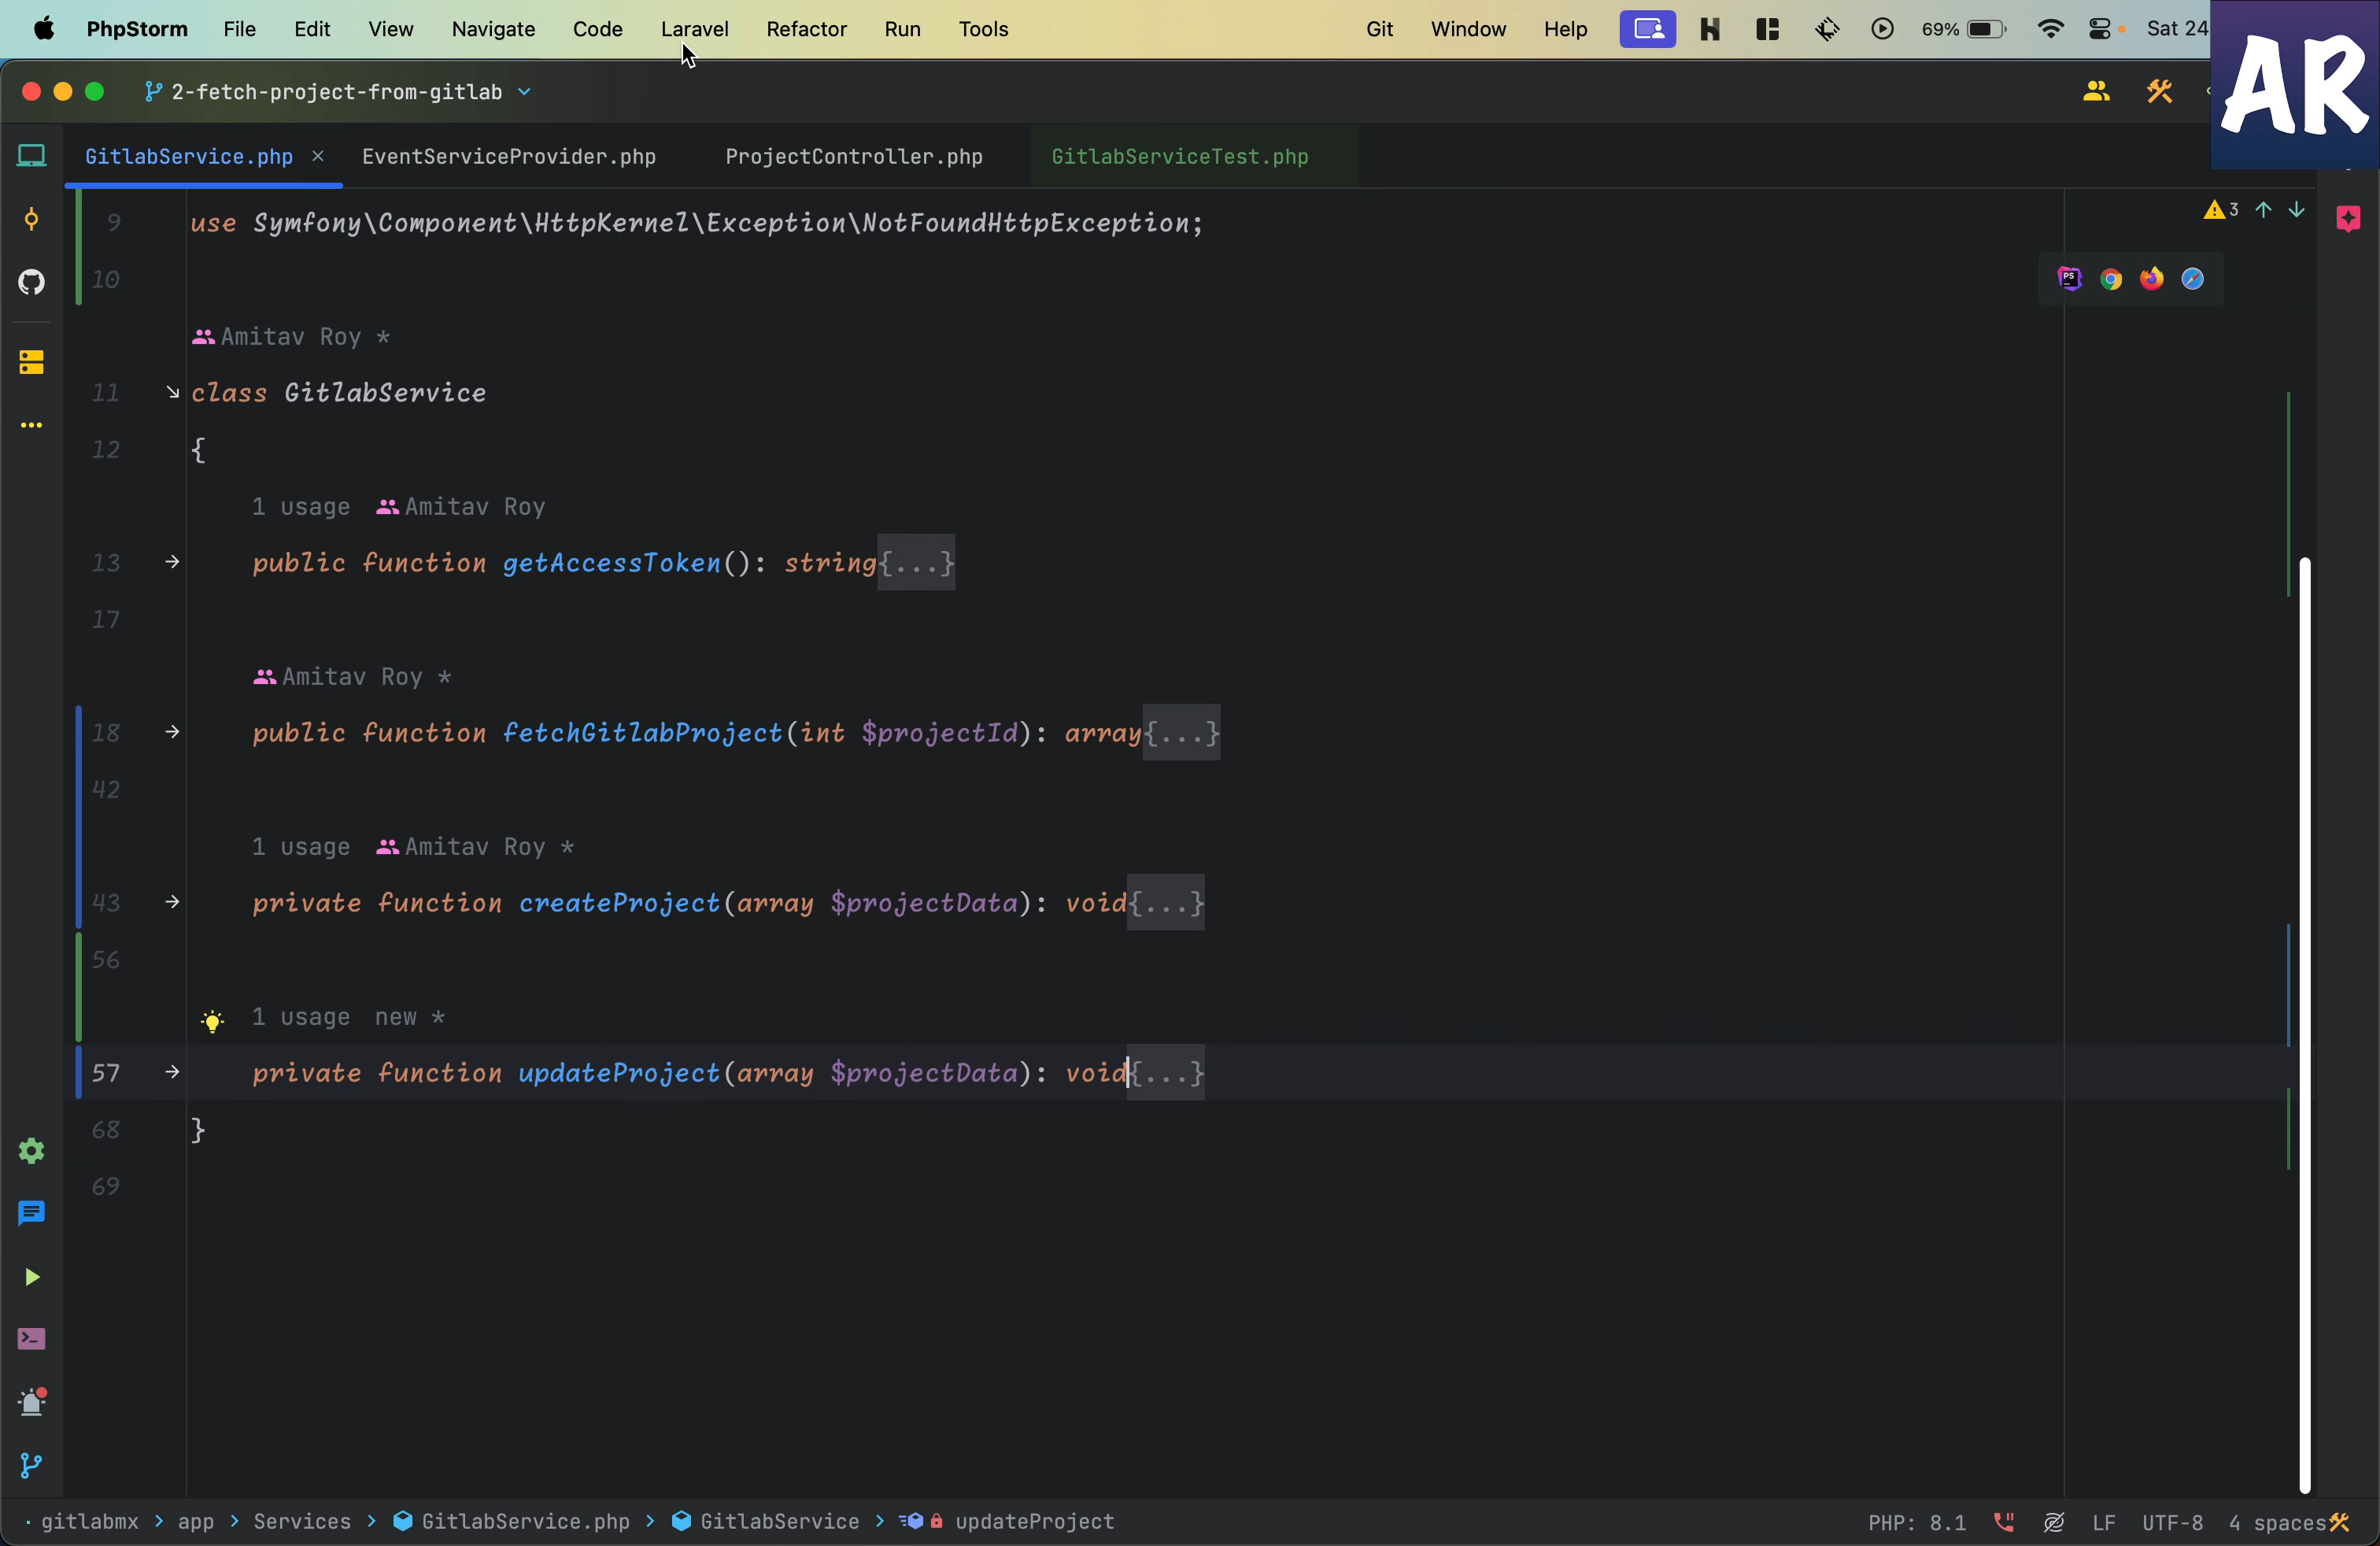 PhpStorm File Edit View Navigate Code Laravel Refactor Run Tools Git Window Help 69% Sat 24
AR
2-fetch-project-from-gitlab
GitlabService.php EventServiceProvider.php ProjectController.php GitlabServiceTest.php
9 use Symfony\Component\HttpKernel\Exception\NotFoundHttpException;
3
10
PS
Amitav Roy *
11 class GitlabService
12 {
1 usage Amitav Roy
13 public function getAccessToken(): string{...}
17
Amitav Roy *
18 public function fetchGitlabProject(int $projectId): array{...}
42
1 usage Amitav Roy *
43 private function createProject(array $projectData): void{...}
56
1 usage new *
57 private function updateProject(array $projectData): void{...}
68 }
69
gitlabmx > app > Services > GitlabService.php > GitlabService > updateProject
PHP: 8.1 LF UTF-8 4 spaces